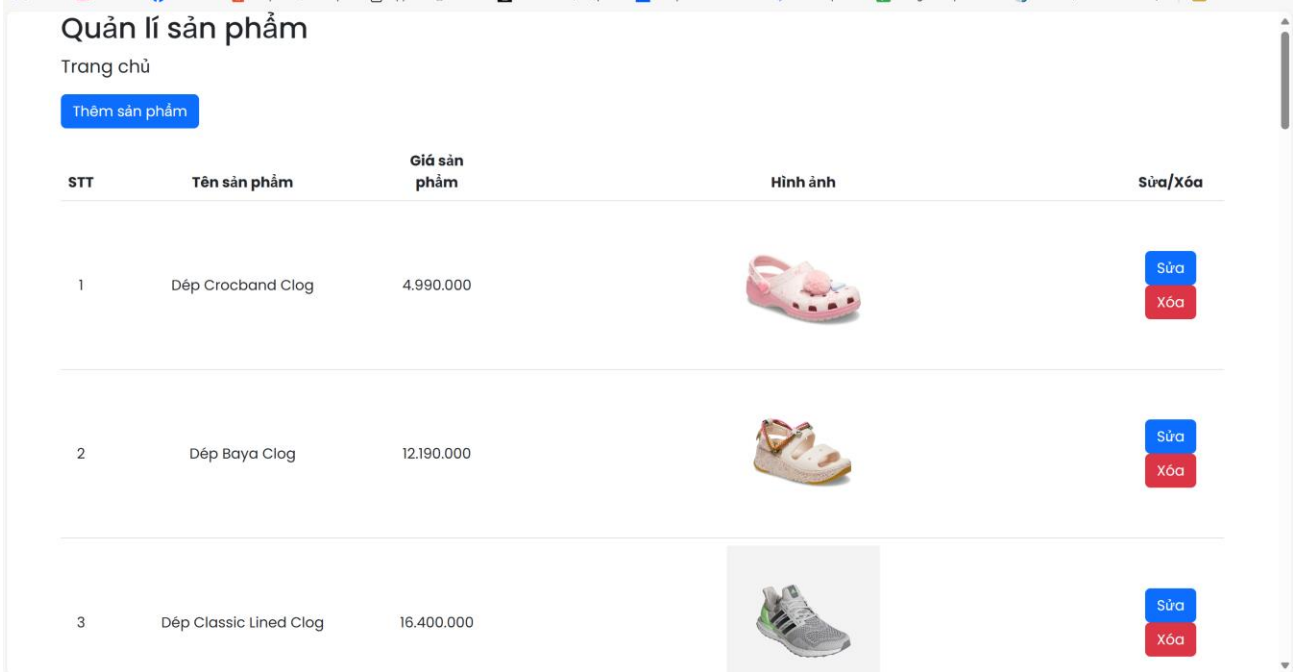 Quản lí sản phẩm
Trang chủ
Thêm sản phẩm
STT Tên sản phẩm Giá sản phẩm Hình ảnh Sửa/Xóa
1 Dép Crocband Clog 4.990.000 Sửa
Xóa
2 Dép Baya Clog 12.190.000 Sửa
Xóa
3 Dép Classic Lined Clog 16.400.000 Sửa
Xóa